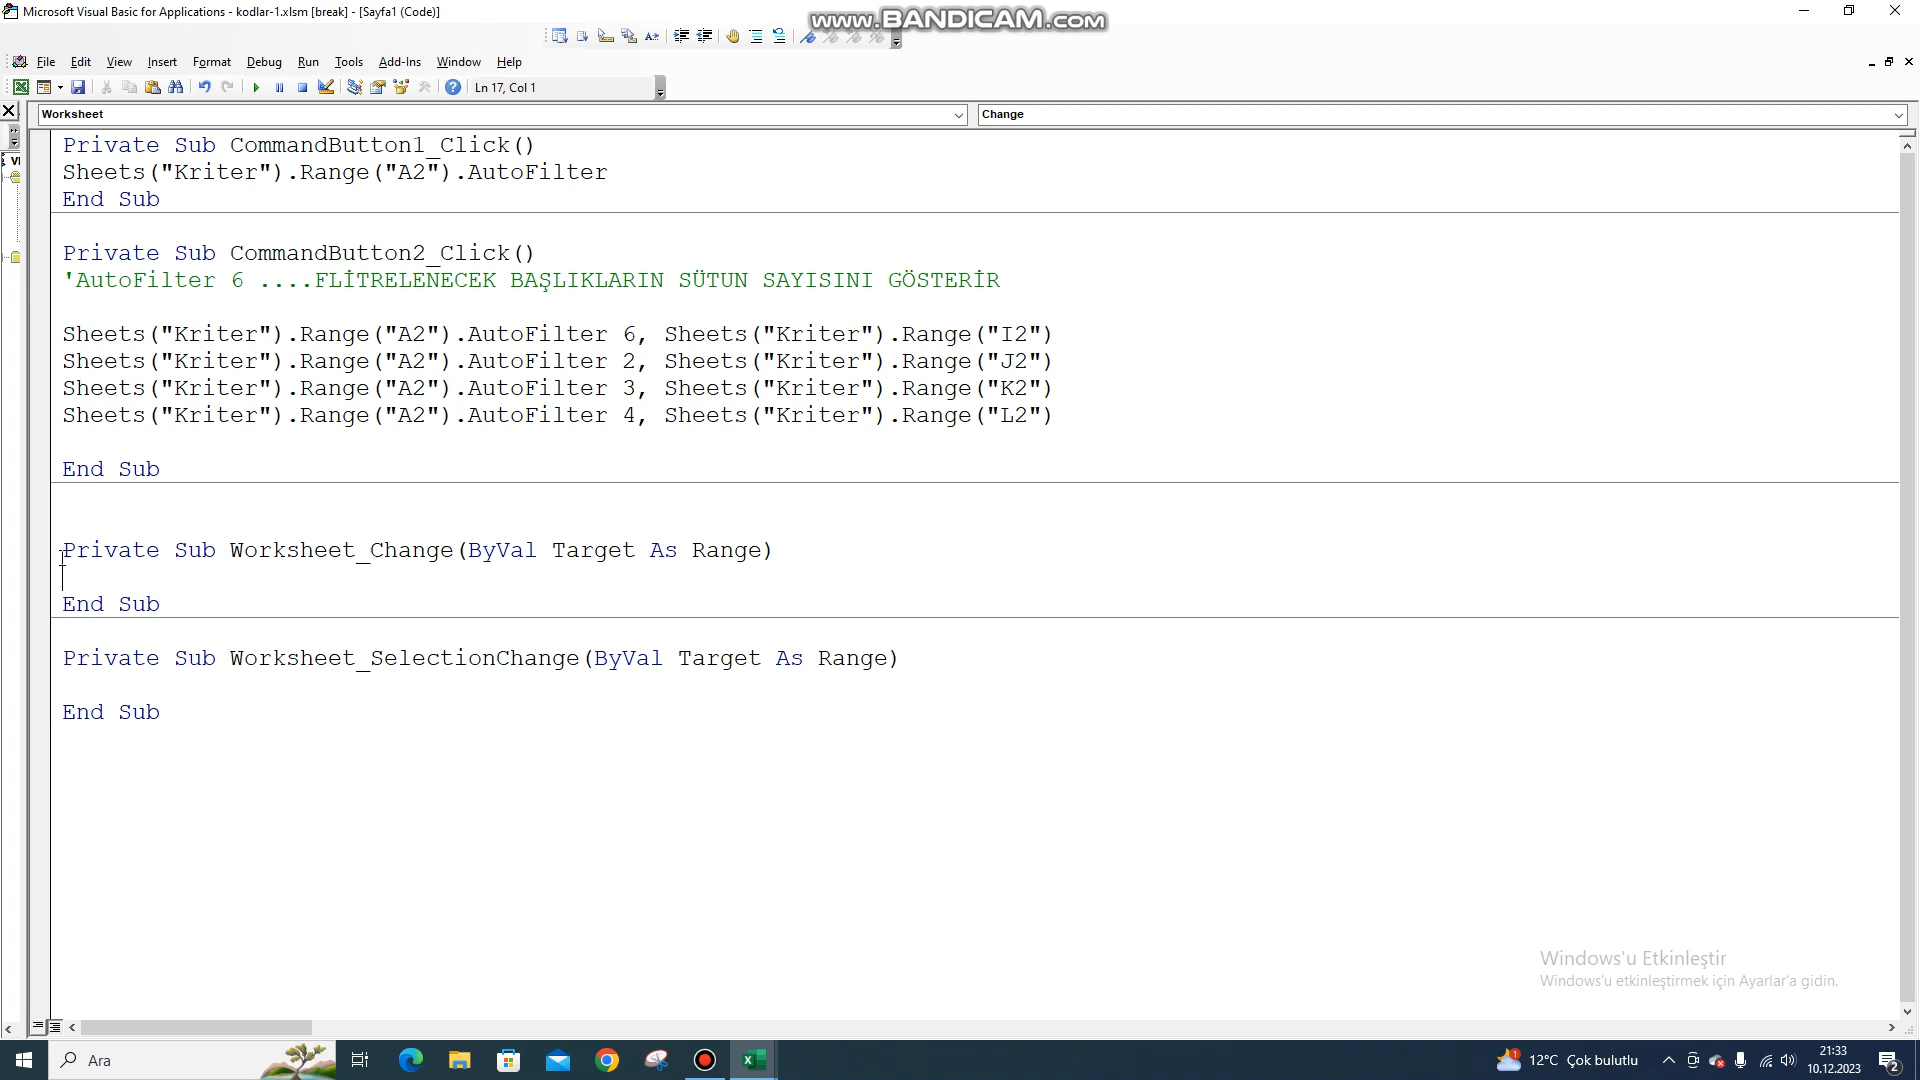 Microsoft Visual Basic for Applications - kodlar-1.xlsm [break] - [Sayfa1 (Code)]
www.BANDICAM.com
File Edit View Insert Format Debug Run Tools Add-Ins Window Help
Ln 17, Col 1
Worksheet
Change
Private Sub CommandButton1_Click()
Sheets("Kriter").Range("A2").AutoFilter
End Sub
Private Sub CommandButton2_Click()
'AutoFilter 6 ....FLİTRELENECEK BAŞLIKLARIN SÜTUN SAYISINI GÖSTERİR
Sheets("Kriter").Range("A2").AutoFilter 6, Sheets("Kriter").Range("I2")
Sheets("Kriter").Range("A2").AutoFilter 2, Sheets("Kriter").Range("J2")
Sheets("Kriter").Range("A2").AutoFilter 3, Sheets("Kriter").Range("K2")
Sheets("Kriter").Range("A2").AutoFilter 4, Sheets("Kriter").Range("L2")
End Sub
Private Sub Worksheet_Change(ByVal Target As Range)
End Sub
Private Sub Worksheet_SelectionChange(ByVal Target As Range)
End Sub
Windows'u Etkinleştir
Windows'u etkinleştirmek için Ayarlar'a gidin.
Ara
1
12°C Çok bulutlu
21:33
10.12.2023
2